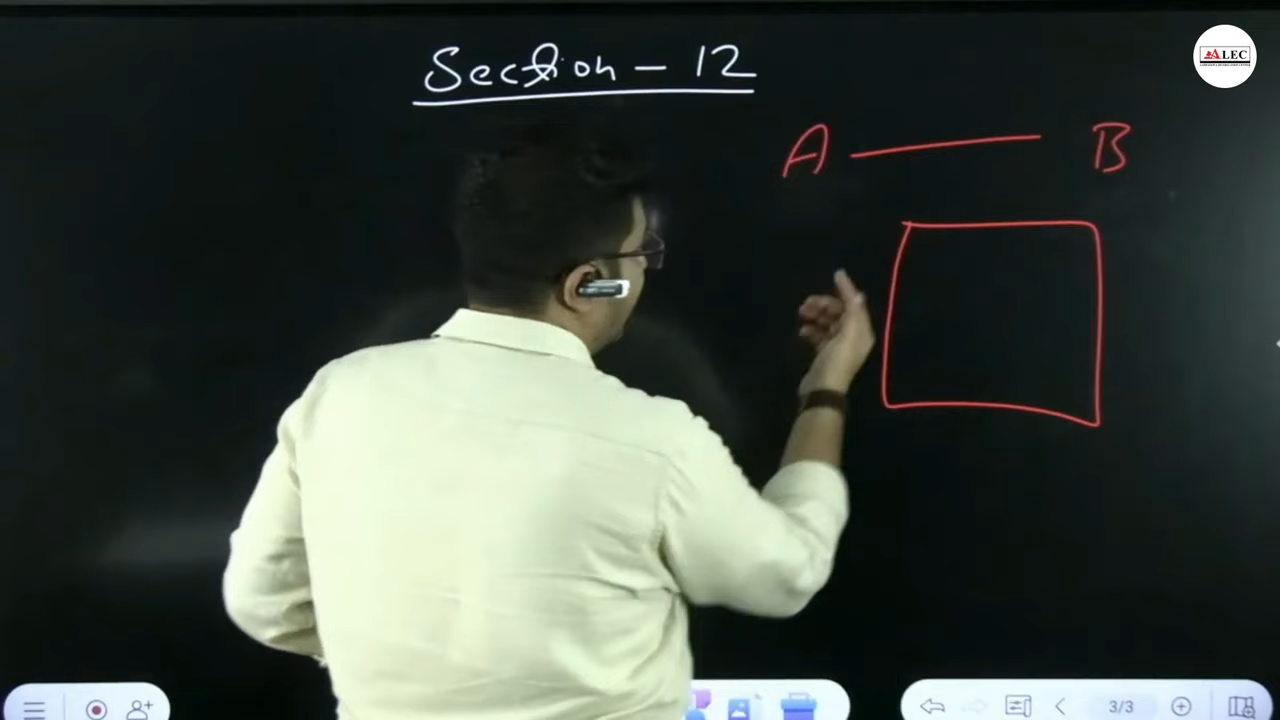 Section - 12
A — B
ALEC
3/3